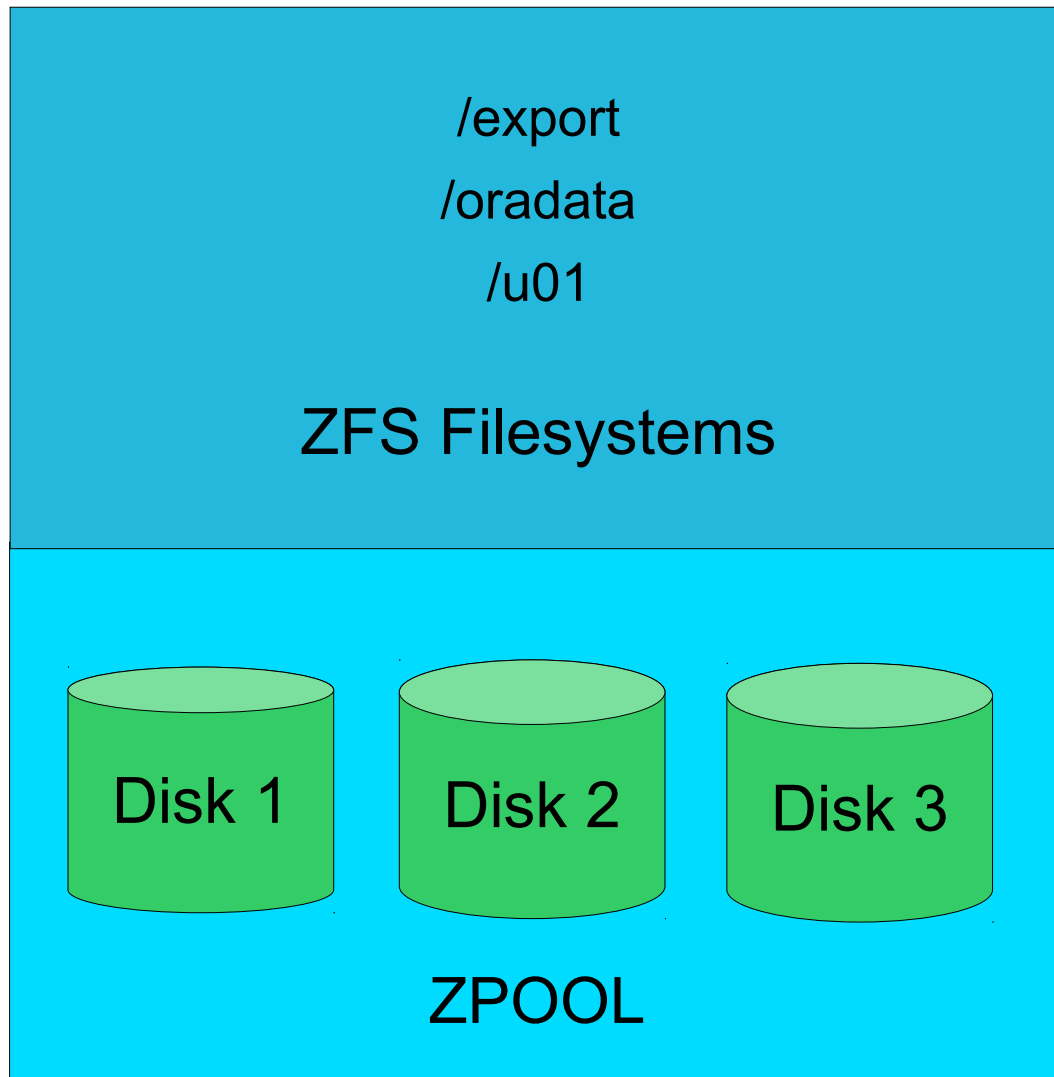 /export
/oradata
/u01
ZFS Filesystems
Disk 1 Disk 2 Disk 3
ZPOOL